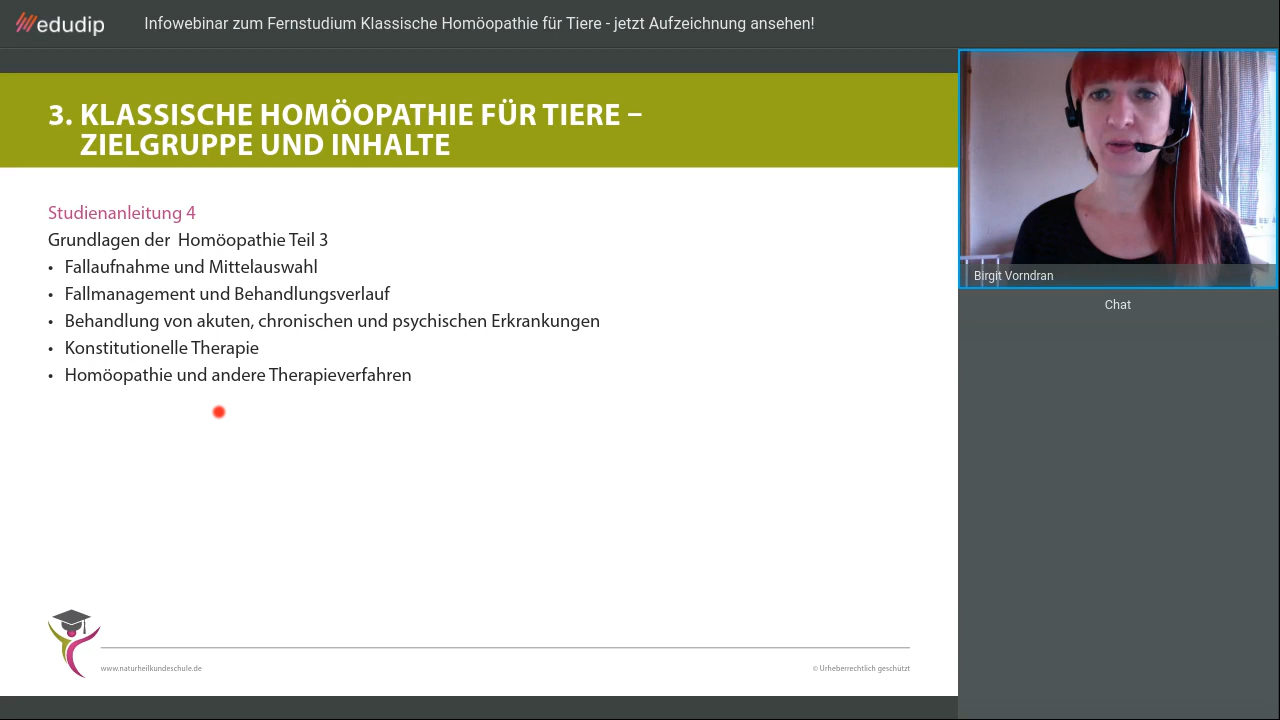 edudip
Infowebinar zum Fernstudium Klassische Homöopathie für Tiere - jetzt Aufzeichnung ansehen!
3. KLASSISCHE HOMÖOPATHIE FÜR TIERE –
ZIELGRUPPE UND INHALTE
Studienanleitung 4
Grundlagen der Homöopathie Teil 3
• Fallaufnahme und Mittelauswahl
• Fallmanagement und Behandlungsverlauf
• Behandlung von akuten, chronischen und psychischen Erkrankungen
• Konstitutionelle Therapie
• Homöopathie und andere Therapieverfahren
www.naturheilkundeschule.de
© Urheberrechtlich geschützt
Birgit Vorndran
Chat